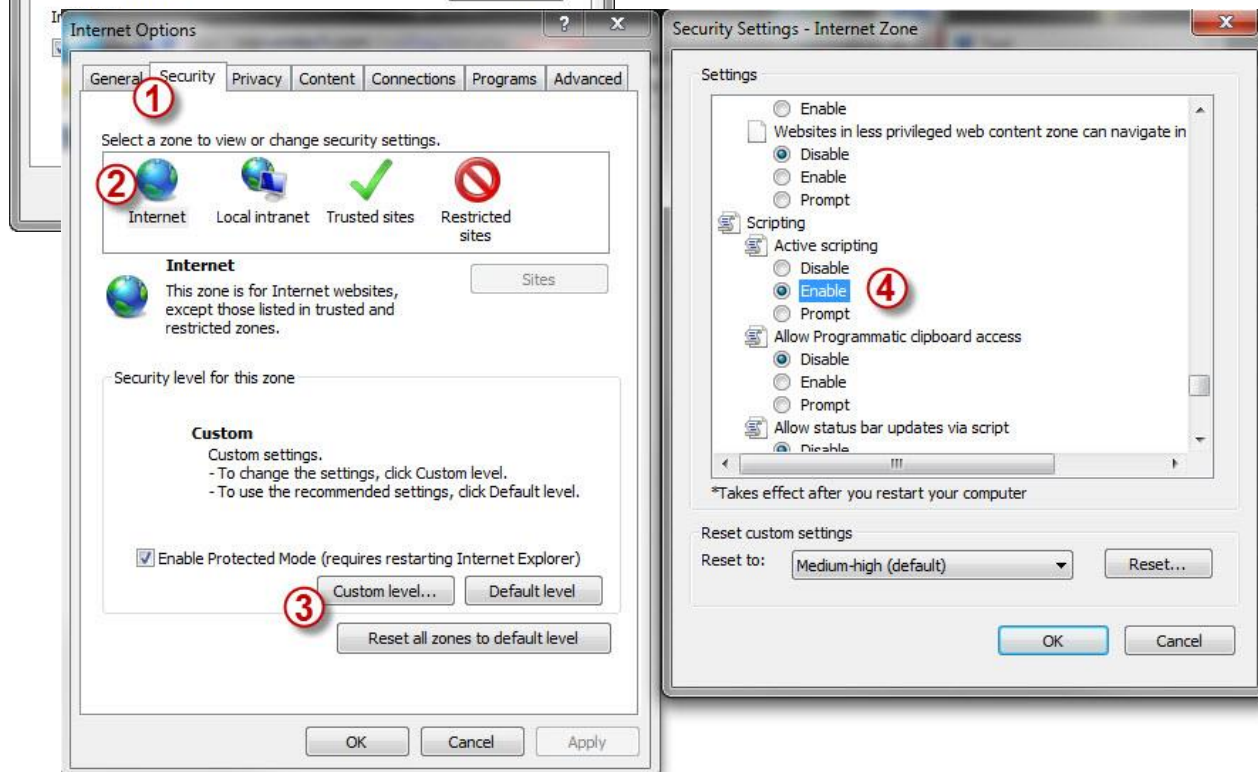 In
Internet Options
General Security Privacy Content Connections Programs Advanced
1
Select a zone to view or change security settings.
2
Internet
Local intranet
Trusted sites
Restricted
sites
Internet
Sites
This zone is for Internet websites,
except those listed in trusted and
restricted zones.
Security level for this zone
Custom
Custom settings.
- To change the settings, click Custom level.
- To use the recommended settings, click Default level.
Enable Protected Mode (requires restarting Internet Explorer)
3
Custom level...
Default level
Reset all zones to default level
OK
Cancel
Apply
Security Settings - Internet Zone
Settings
Enable
Websites in less privileged web content zone can navigate in
Disable
Enable
Prompt
Scripting
Active scripting
Disable
Enable
4
Prompt
Allow Programmatic clipboard access
Disable
Enable
Prompt
Allow status bar updates via script
Disable
*Takes effect after you restart your computer
Reset custom settings
Reset to:
Medium-high (default)
Reset...
OK
Cancel